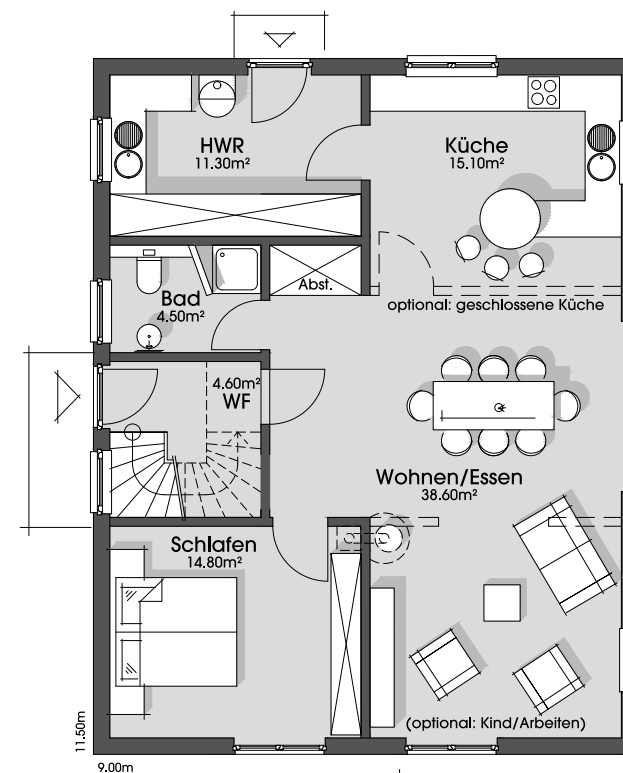 HWR
11.30m²
Küche
15.10m²
Abst.
optional: geschlossene Küche
Bad
4.50m²
4.60m²
WF
Wohnen/Essen
38.60m²
Schlafen
14.80m²
(optional: Kind/Arbeiten)
11.50m
9.00m